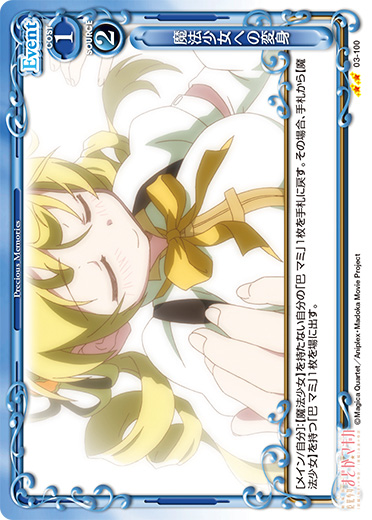 Event
COST
1
SOURCE
2
魔法少女への変身
03-100
Precious Memories
[メイン/自分]:【魔法少女】を持たない自分の「巴 マミ」1枚を手札に戻す。その場合、手札から【魔
法少女】を持つ「巴 マミ」1枚を場に出す。
©Magica Quartet／Aniplex・Madoka Movie Project